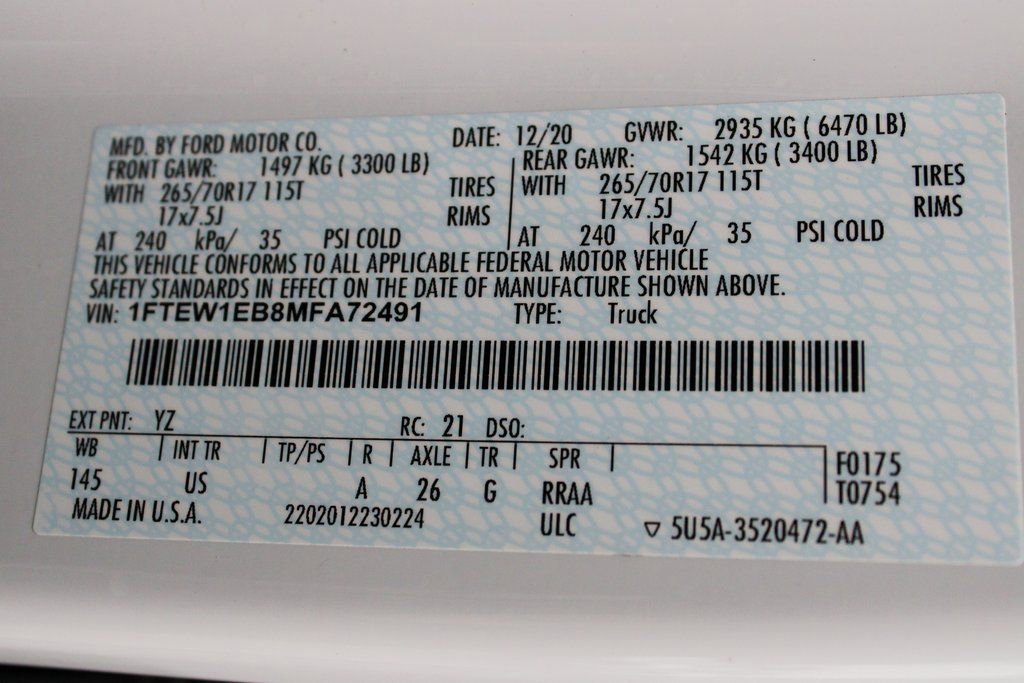 MFD. BY FORD MOTOR CO. DATE: 12/20 GVWR: 2935 KG ( 6470 LB)
FRONT GAWR: 1497 KG ( 3300 LB) REAR GAWR: 1542 KG ( 3400 LB)
WITH 265/70R17 115T TIRES WITH 265/70R17 115T TIRES
17x7.5J RIMS 17x7.5J RIMS
AT 240 kPa/ 35 PSI COLD AT 240 kPa/ 35 PSI COLD
THIS VEHICLE CONFORMS TO ALL APPLICABLE FEDERAL MOTOR VEHICLE
SAFETY STANDARDS IN EFFECT ON THE DATE OF MANUFACTURE SHOWN ABOVE.
VIN: 1FTEW1EB8MFA72491 TYPE: Truck
EXT PNT: YZ RC: 21 DSO:
WB INT TR TP/PS R AXLE TR SPR F0175
145 US A 26 G RRAA T0754
MADE IN U.S.A. 2202012230224 ULC ▽ 5U5A-3520472-AA